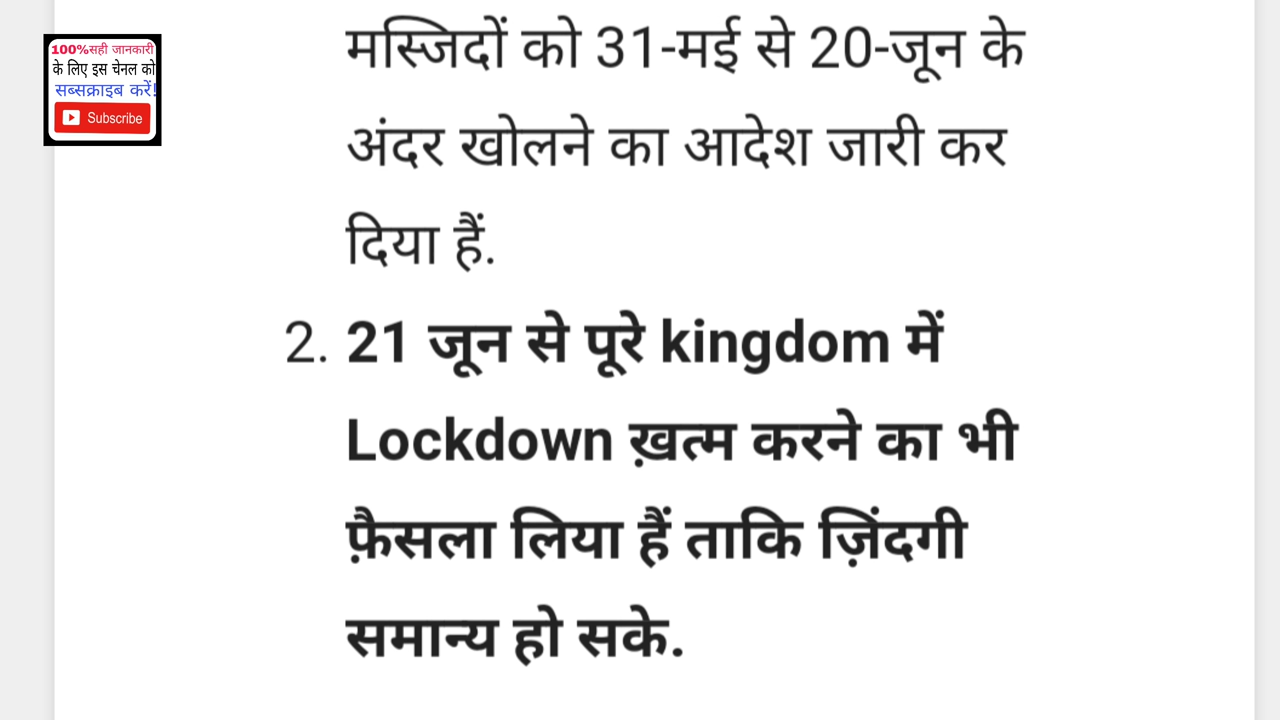 100%सही जानकारी
के लिए इस चेनल को
सब्सक्राइब करें!
Subscribe
मस्जिदों को 31-मई से 20-जून के
अंदर खोलने का आदेश जारी कर
दिया हैं.
2. 21 जून से पूरे kingdom में
Lockdown ख़त्म करने का भी
फ़ैसला लिया हैं ताकि ज़िंदगी
समान्य हो सके.